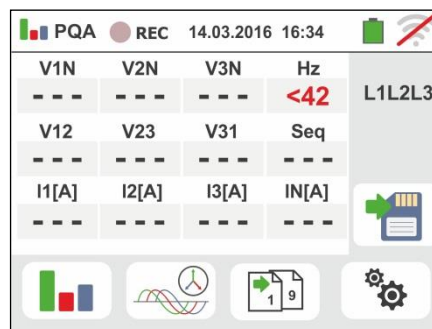 PQA REC 14.03.2016 16:34
V1N V2N V3N Hz
- - - - - - - - - <42 L1L2L3
V12 V23 V31 Seq
- - - - - - - - - - - -
I1[A] I2[A] I3[A] IN[A]
- - - - - - - - - - - -
1 9